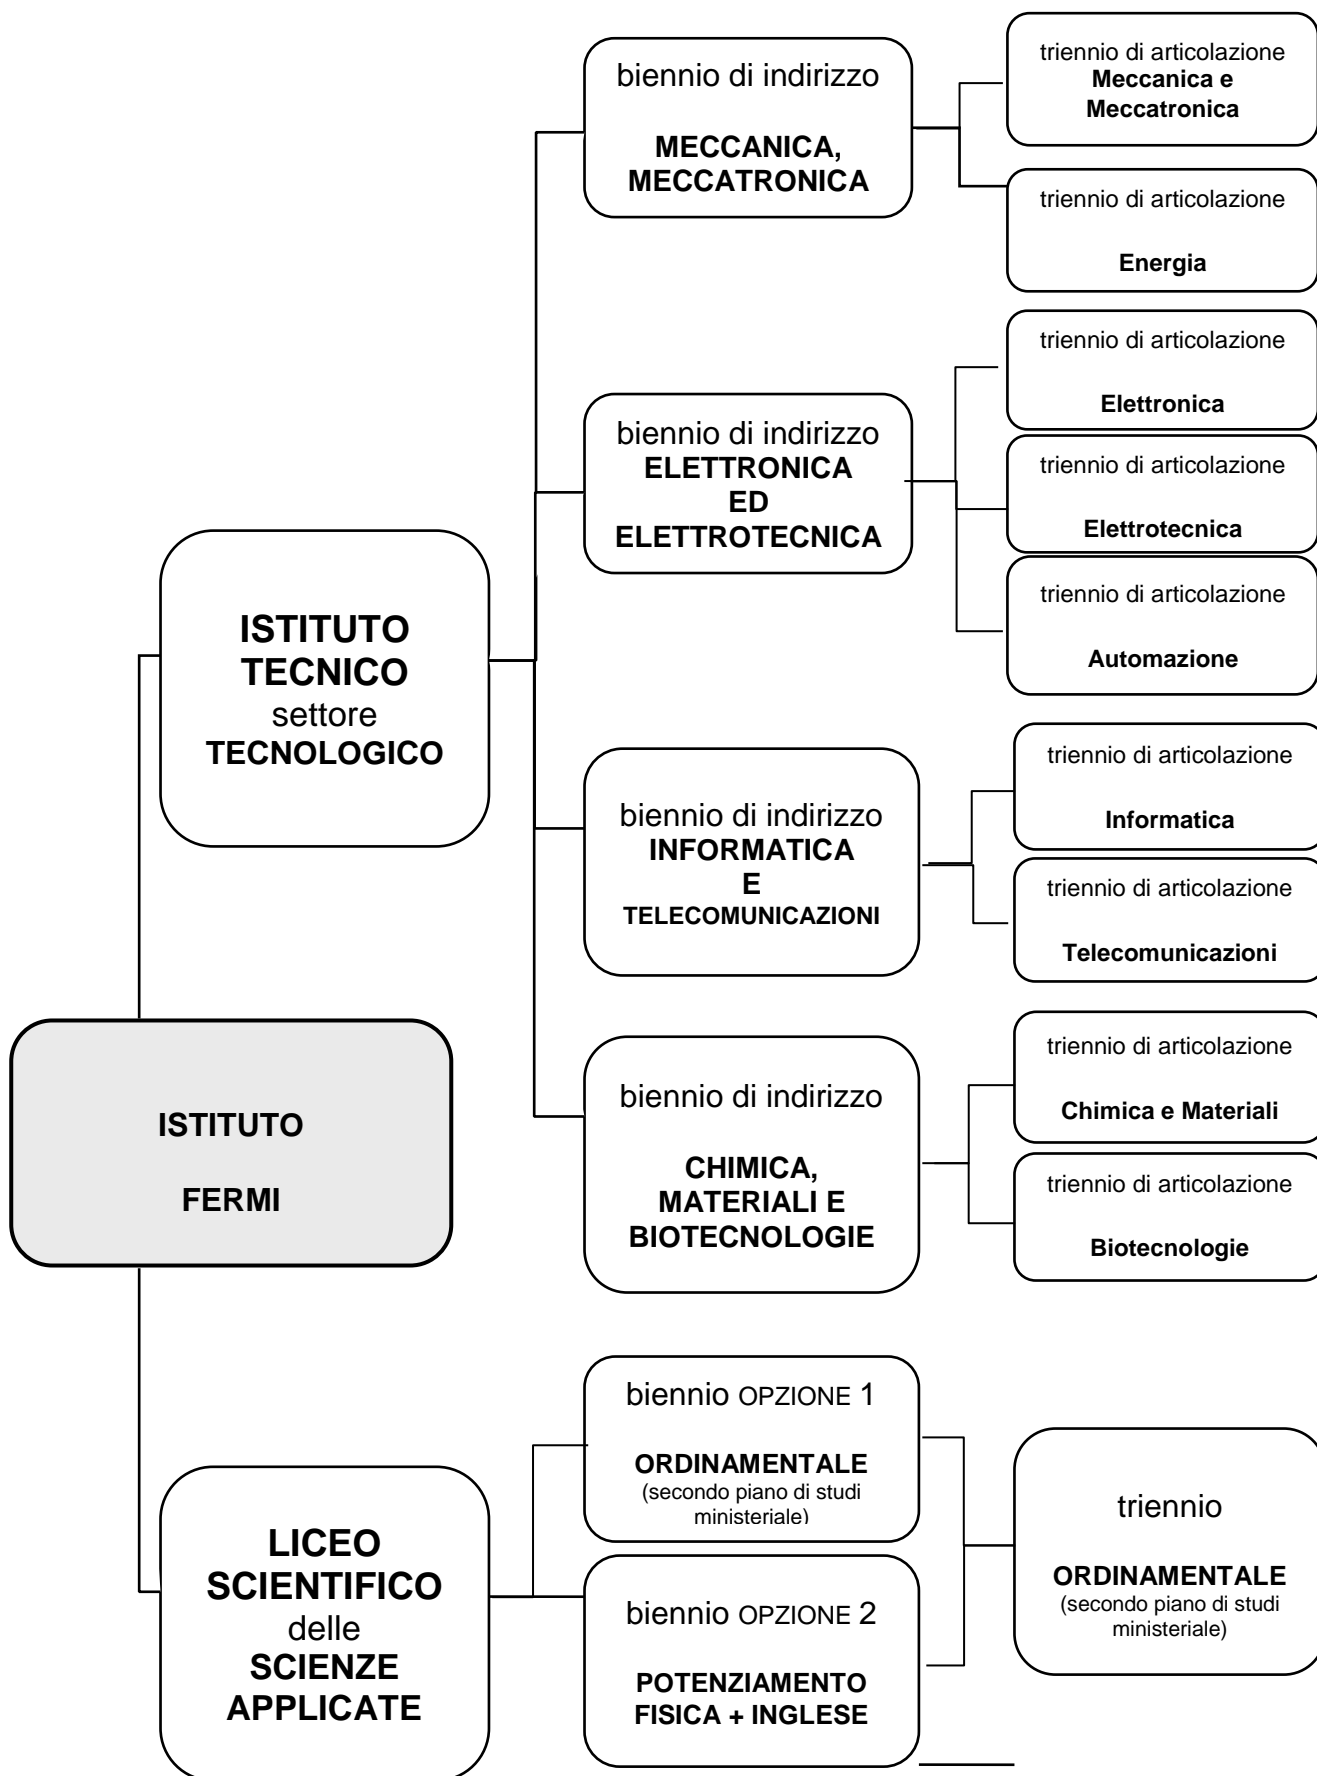 biennio di indirizzo
MECCANICA,
MECCATRONICA
triennio di articolazione
Meccanica e
Meccatronica
triennio di articolazione
Energia
biennio di indirizzo
ELETTRONICA
ED
ELETTROTECNICA
triennio di articolazione
Elettronica
triennio di articolazione
Elettrotecnica
triennio di articolazione
Automazione
ISTITUTO
TECNICO
settore
TECNOLOGICO
biennio di indirizzo
INFORMATICA
E
TELECOMUNICAZIONI
triennio di articolazione
Informatica
triennio di articolazione
Telecomunicazioni
ISTITUTO
FERMI
biennio di indirizzo
CHIMICA,
MATERIALI E
BIOTECNOLOGIE
triennio di articolazione
Chimica e Materiali
triennio di articolazione
Biotecnologie
LICEO
SCIENTIFICO
delle
SCIENZE
APPLICATE
biennio OPZIONE 1
ORDINAMENTALE
(secondo piano di studi
ministeriale)
biennio OPZIONE 2
POTENZIAMENTO
FISICA + INGLESE
triennio
ORDINAMENTALE
(secondo piano di studi
ministeriale)